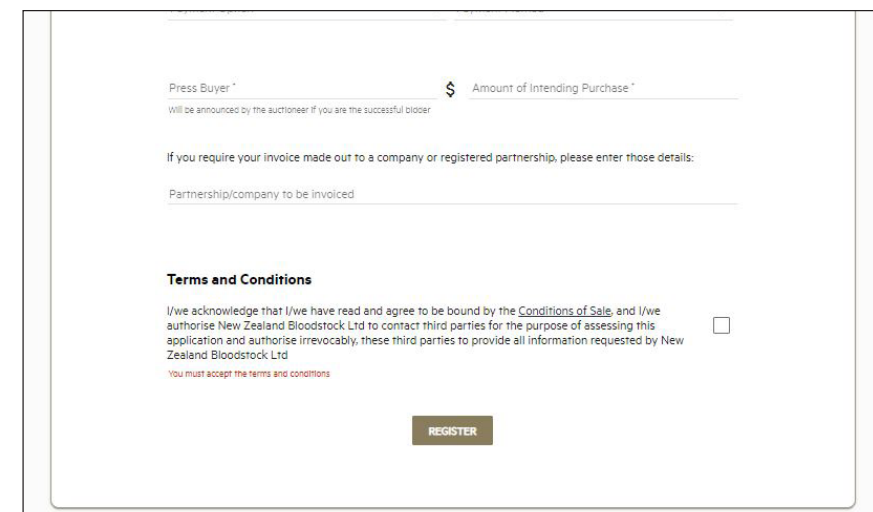 Press Buyer *
$ Amount of Intending Purchase *
Will be announced by the auctioneer if you are the successful bidder
If you require your invoice made out to a company or registered partnership, please enter those details:
Partnership/company to be invoiced
Terms and Conditions
I/we acknowledge that I/we have read and agree to be bound by the Conditions of Sale, and I/we
authorise New Zealand Bloodstock Ltd to contact third parties for the purpose of assessing this
application and authorise irrevocably, these third parties to provide all information requested by New
Zealand Bloodstock Ltd
You must accept the terms and conditions
REGISTER